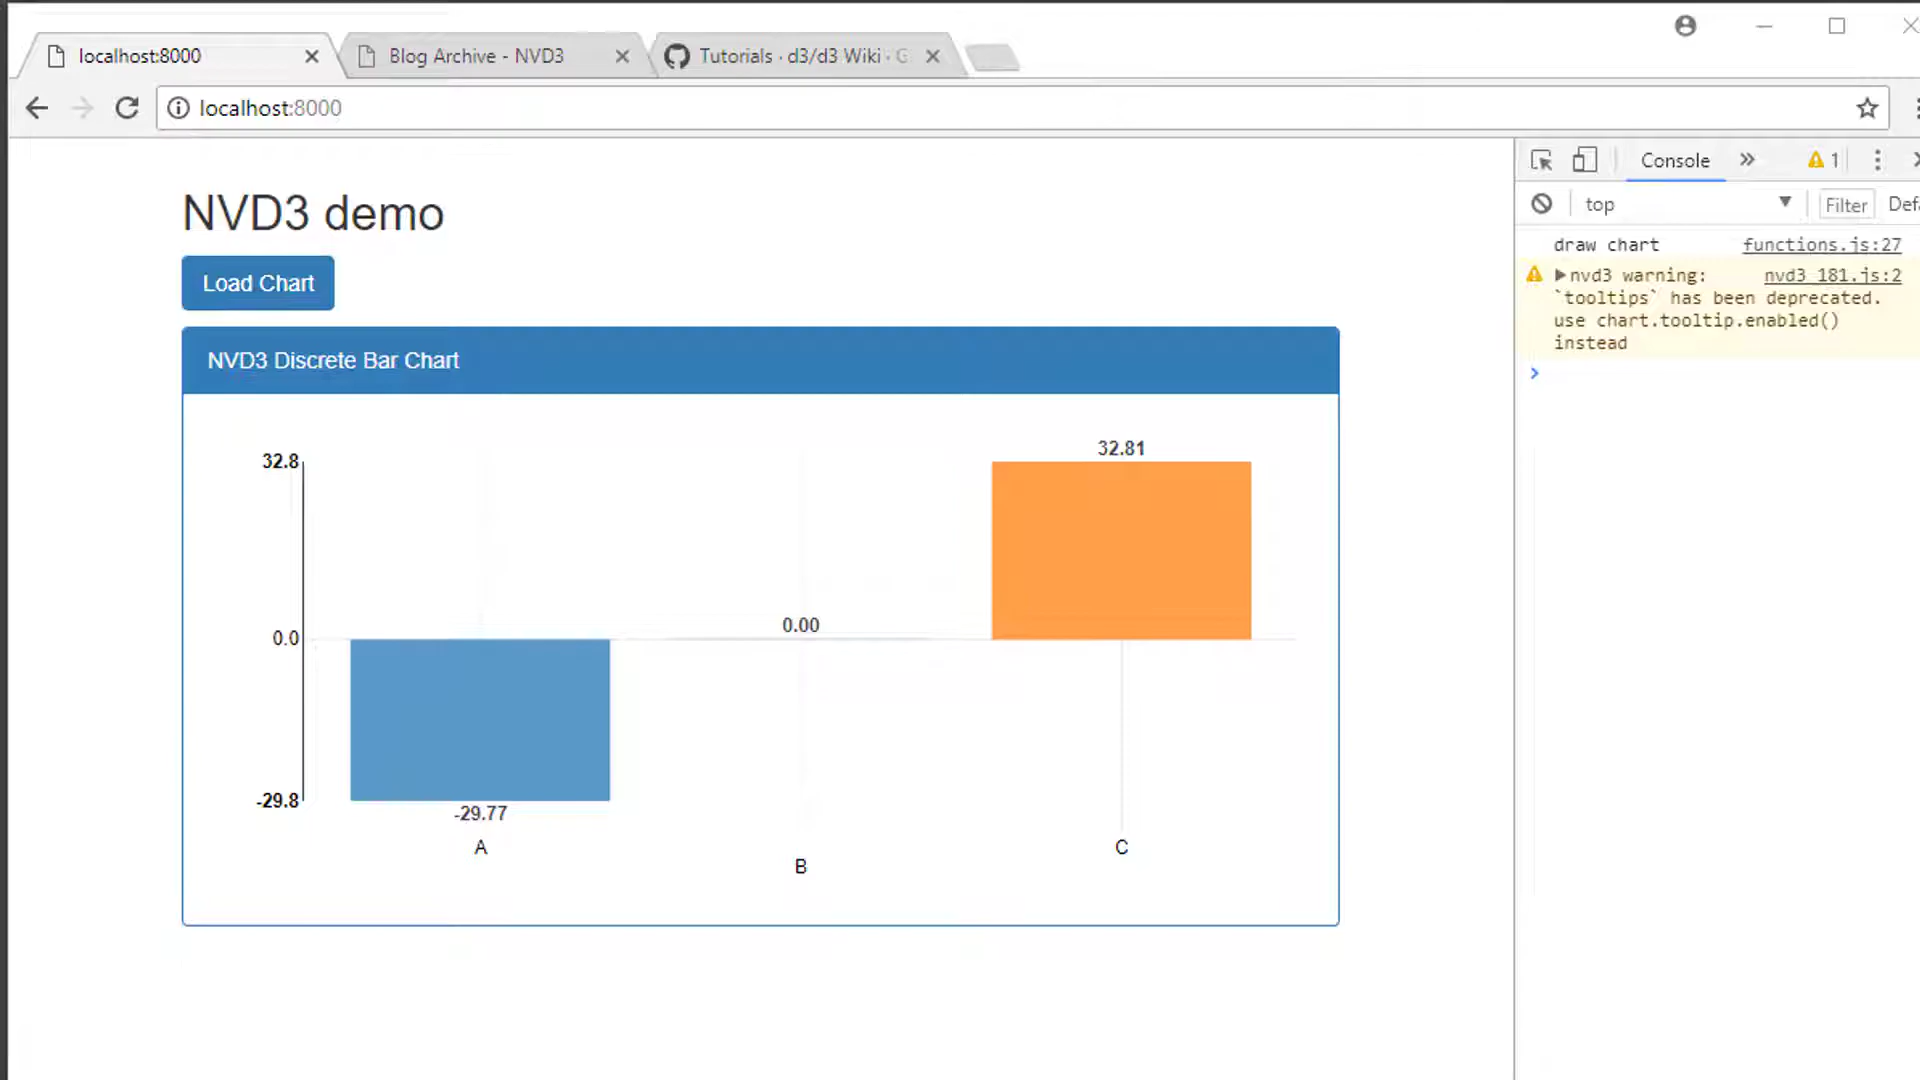 localhost:8000
Blog Archive - NVD3
Tutorials · d3/d3 Wiki · G
localhost:8000
NVD3 demo
Load Chart
NVD3 Discrete Bar Chart
32.8
0.0
-29.8
-29.77
0.00
32.81
A
B
C
Console
1
top
Filter
Defa
draw chart functions.js:27
nvd3 warning: nvd3 181.js:2
`tooltips` has been deprecated.
use chart.tooltip.enabled()
instead